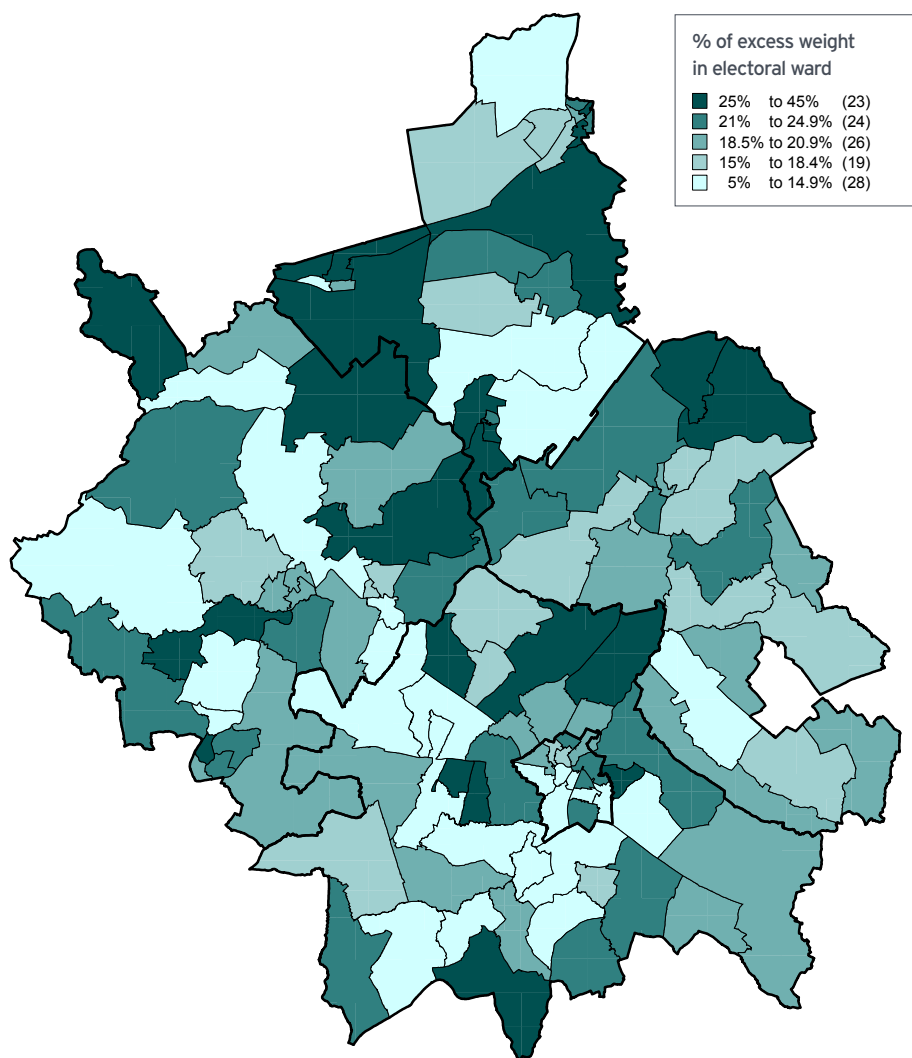 % of excess weight
in electoral ward
25% to 45% (23)
21% to 24.9% (24)
18.5% to 20.9% (26)
15% to 18.4% (19)
5% to 14.9% (28)